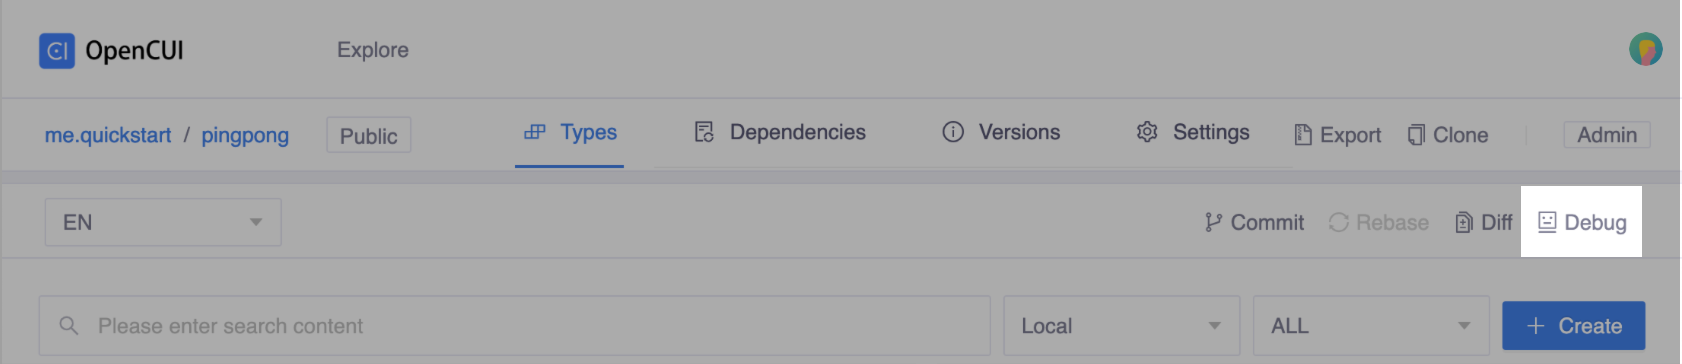 OpenCUI Explore
me.quickstart / pingpong Public Types Dependencies Versions Settings Export Clone Admin
EN Commit Rebase Diff Debug
Please enter search content Local ALL + Create